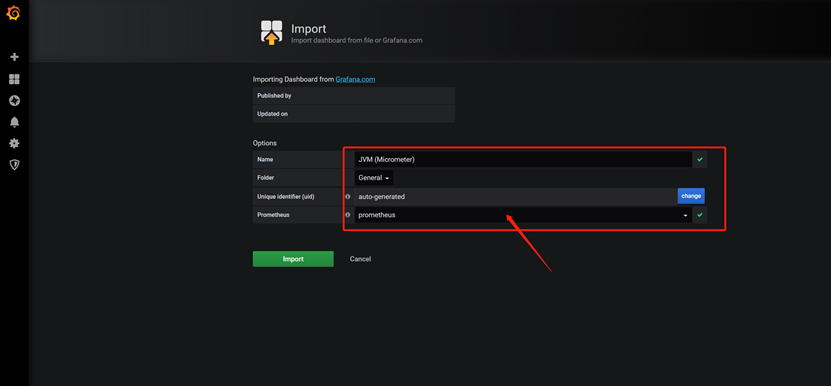 Import
Import dashboard from file or Grafana.com
Importing Dashboard from Grafana.com
Published by
Updated on
Options
Name JVM (Micrometer)
Folder General
Unique identifier (uid) auto-generated change
Prometheus prometheus
Import Cancel